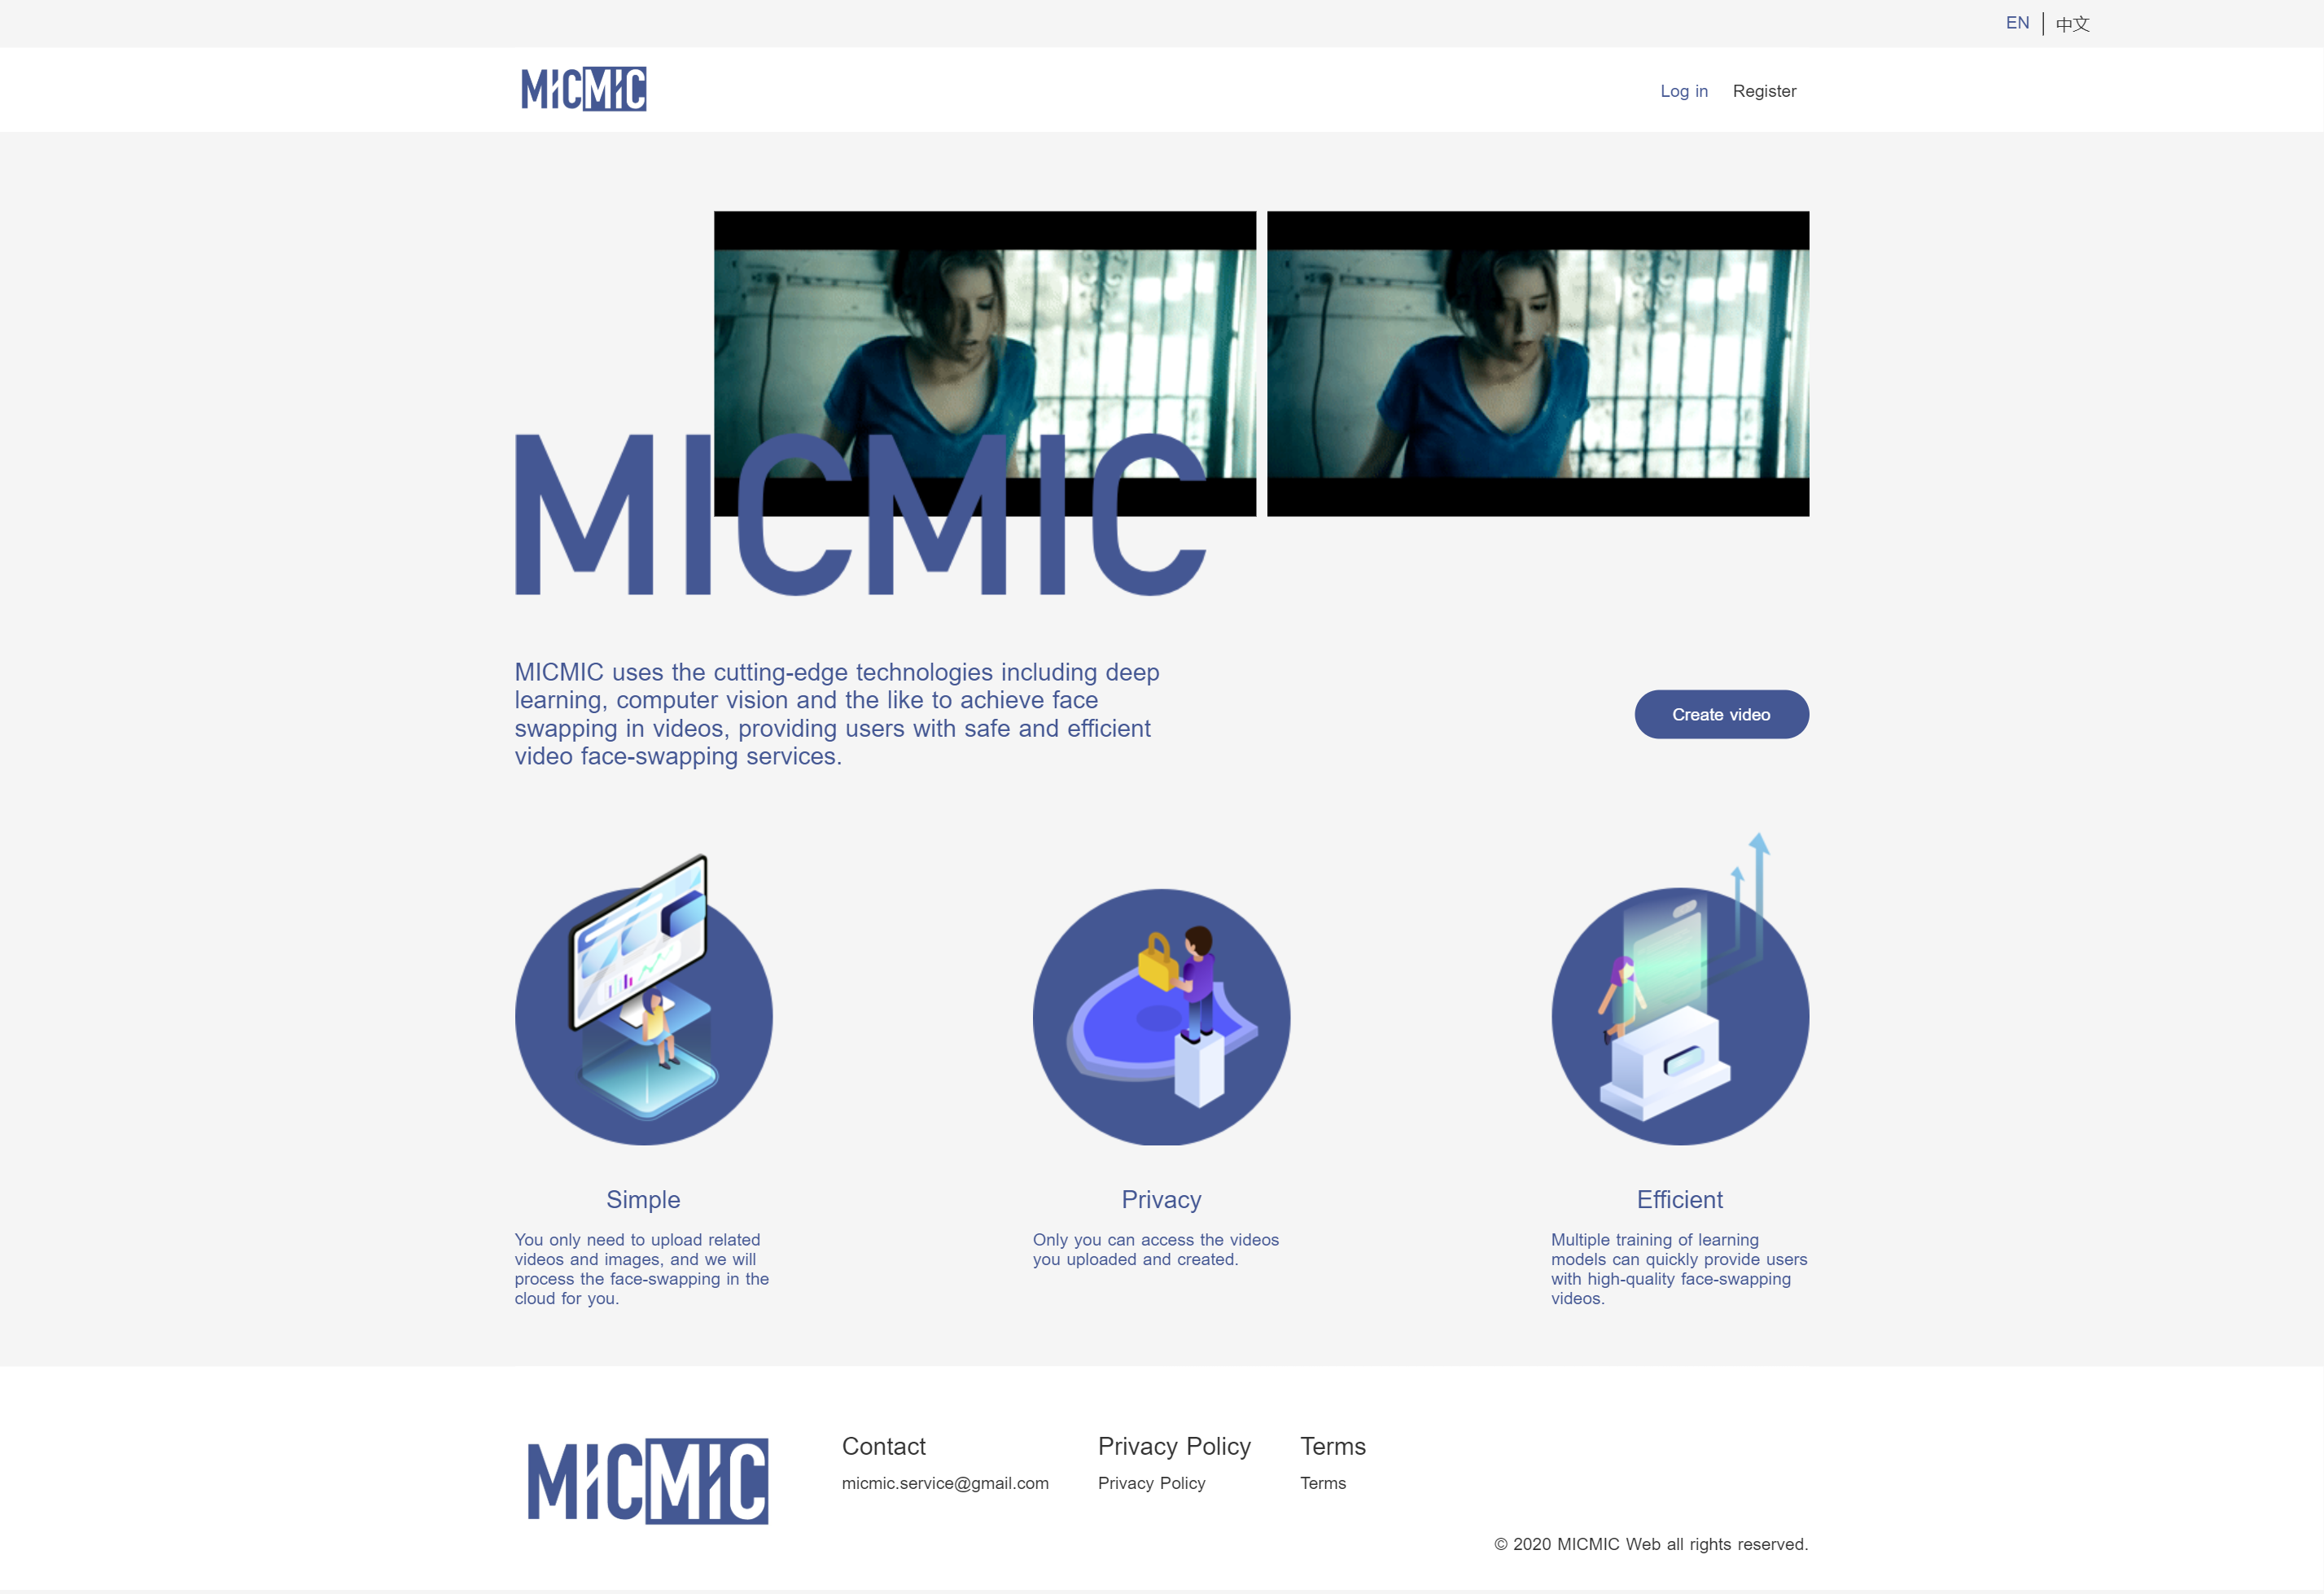 EN | 中文
MICMIC
Log in
Register
MICMIC
MICMIC uses the cutting-edge technologies including deep
learning, computer vision and the like to achieve face
swapping in videos, providing users with safe and efficient
video face-swapping services.
Create video
Simple
You only need to upload related
videos and images, and we will
process the face-swapping in the
cloud for you.
Privacy
Only you can access the videos
you uploaded and created.
Efficient
Multiple training of learning
models can quickly provide users
with high-quality face-swapping
videos.
MICMIC
Contact
micmic.service@gmail.com
Privacy Policy
Privacy Policy
Terms
Terms
© 2020 MICMIC Web all rights reserved.